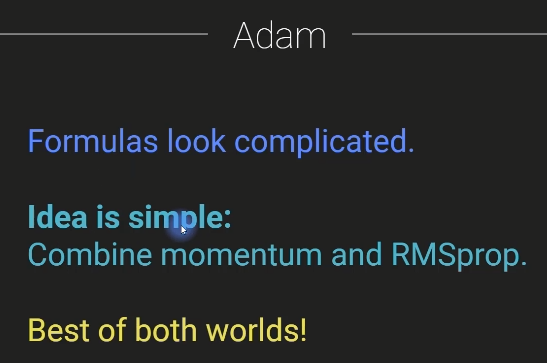 Adam
Formulas look complicated.
Idea is simple:
Combine momentum and RMSprop.
Best of both worlds!